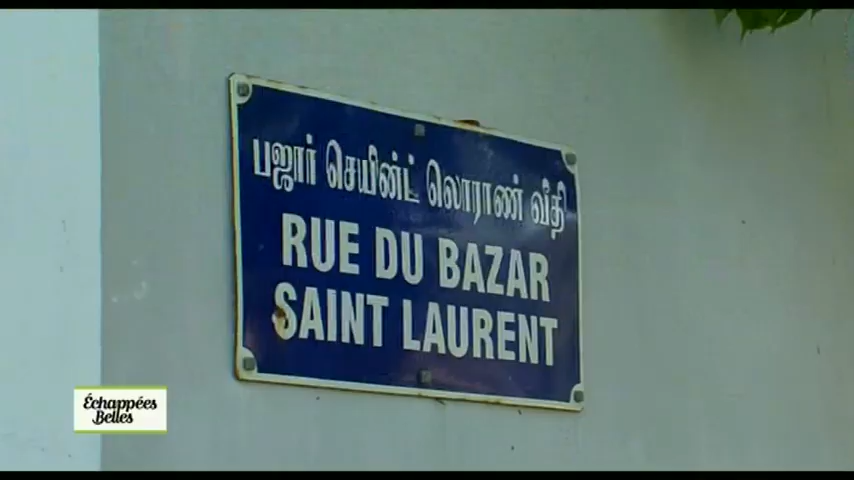 பஜார் செயின்ட் லொராண் வீதி
RUE DU BAZAR
SAINT LAURENT
Échappées
Belles